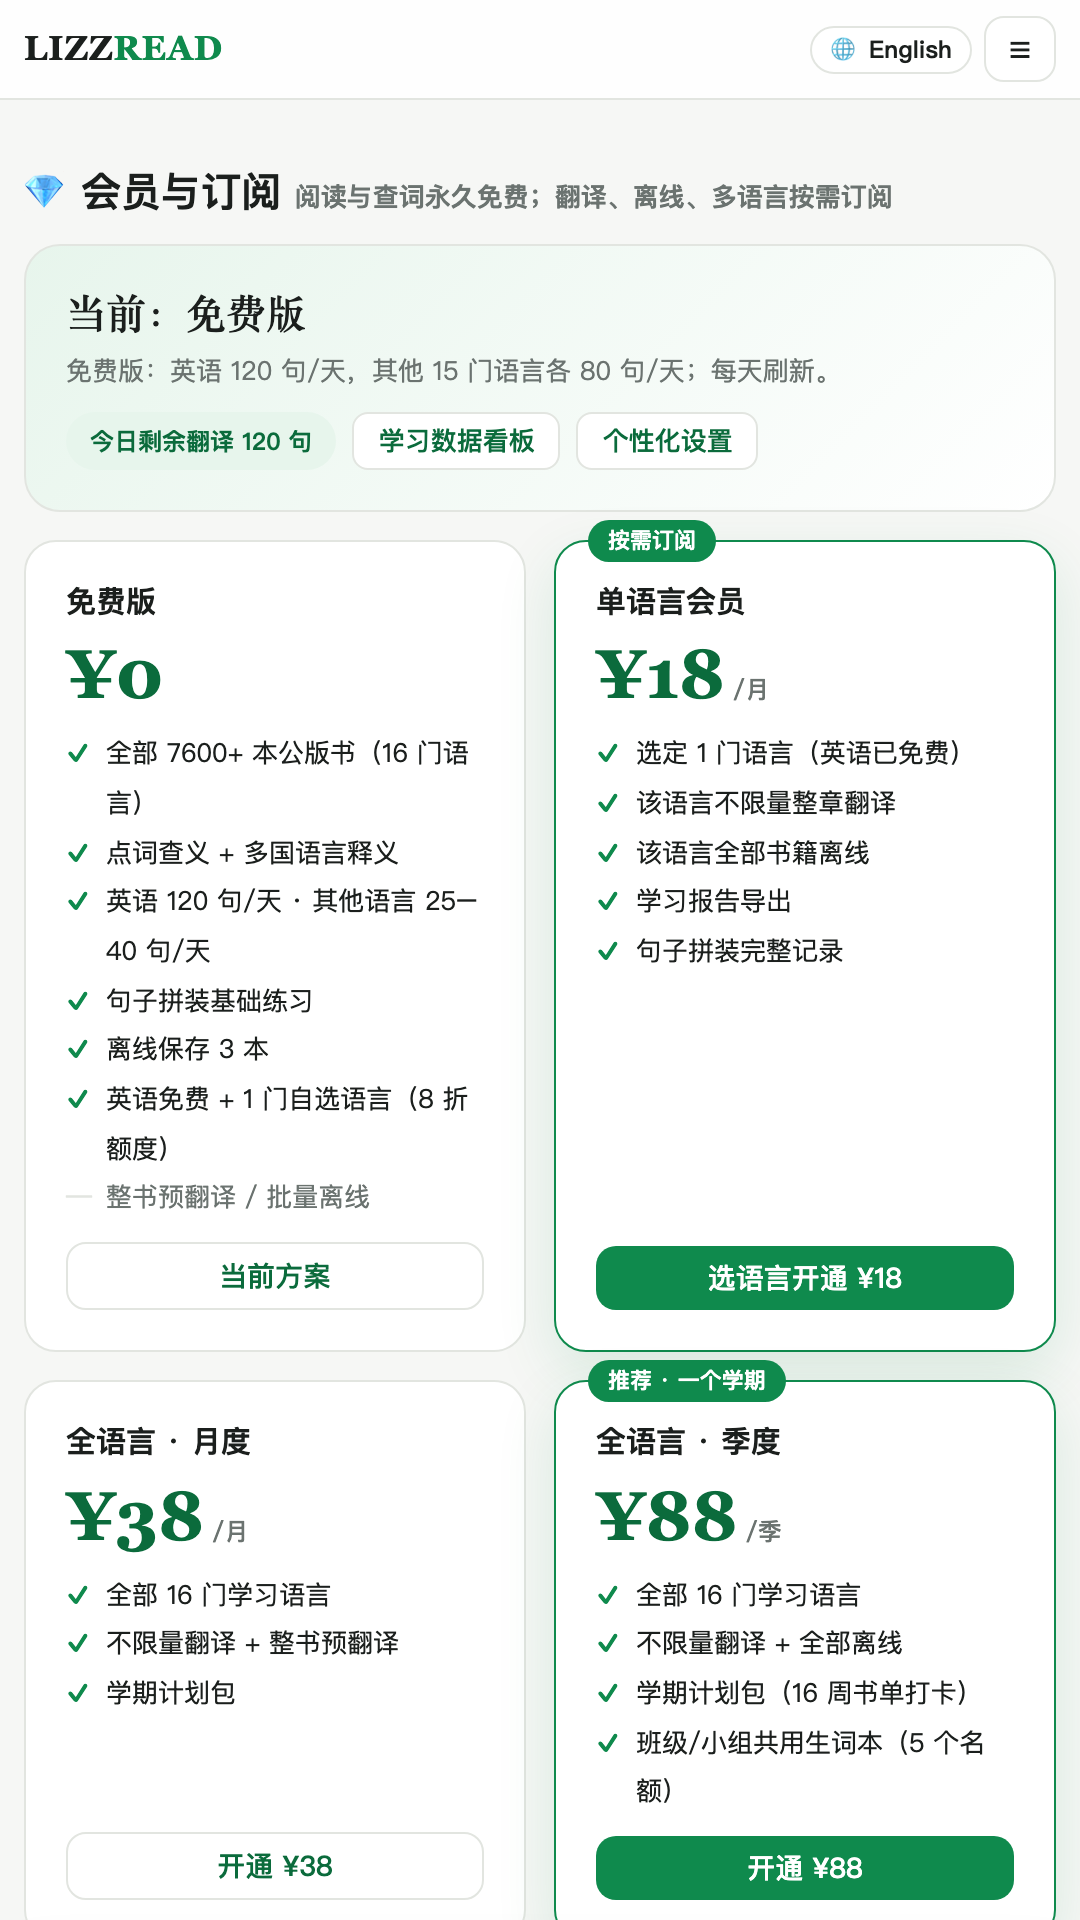 LIZZREAD
English
会员与订阅 阅读与查词永久免费；翻译、离线、多语言按需订阅
当前：免费版
免费版：英语 120 句/天，其他 15 门语言各 80 句/天；每天刷新。
今日剩余翻译 120 句
学习数据看板
个性化设置
免费版
¥0
全部 7600+ 本公版书（16 门语
言）
点词查义 + 多国语言释义
英语 120 句/天 · 其他语言 25–
40 句/天
句子拼装基础练习
离线保存 3 本
英语免费 + 1 门自选语言（8 折
额度）
整书预翻译 / 批量离线
当前方案
按需订阅
单语言会员
¥18 /月
选定 1 门语言（英语已免费）
该语言不限量整章翻译
该语言全部书籍离线
学习报告导出
句子拼装完整记录
选语言开通 ¥18
全语言 · 月度
¥38 /月
全部 16 门学习语言
不限量翻译 + 整书预翻译
学期计划包
开通 ¥38
推荐 · 一个学期
全语言 · 季度
¥88 /季
全部 16 门学习语言
不限量翻译 + 全部离线
学期计划包（16 周书单打卡）
班级/小组共用生词本（5 个名
额）
开通 ¥88